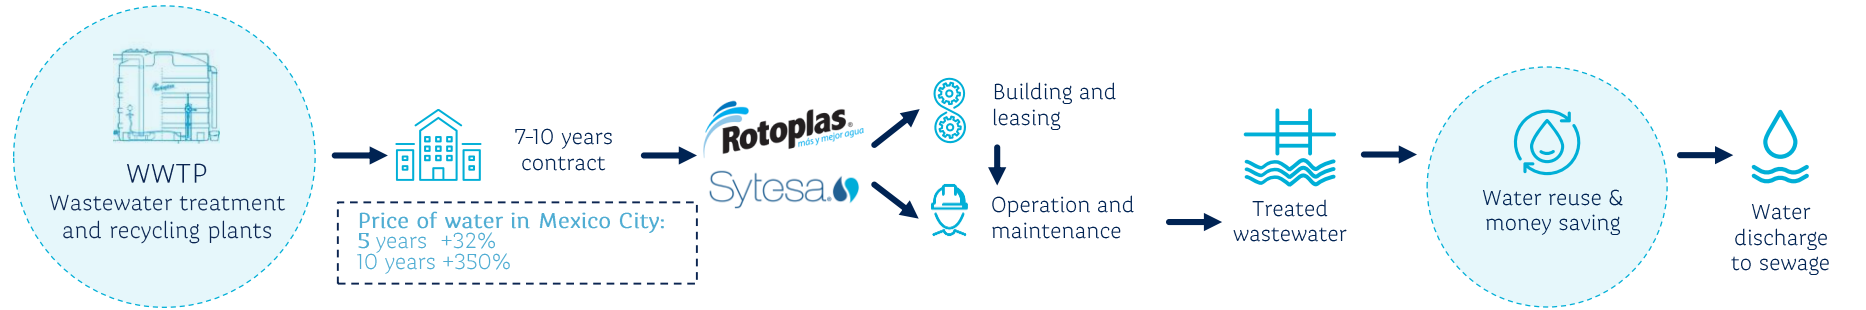 WWTP
Wastewater treatment
and recycling plants
7-10 years
contract
Price of water in Mexico City:
5 years +32%
10 years +350%
Rotoplas®
más y mejor agua
Sytesa®
Building and
leasing
Operation and
maintenance
Treated
wastewater
Water reuse &
money saving
Water
discharge
to sewage